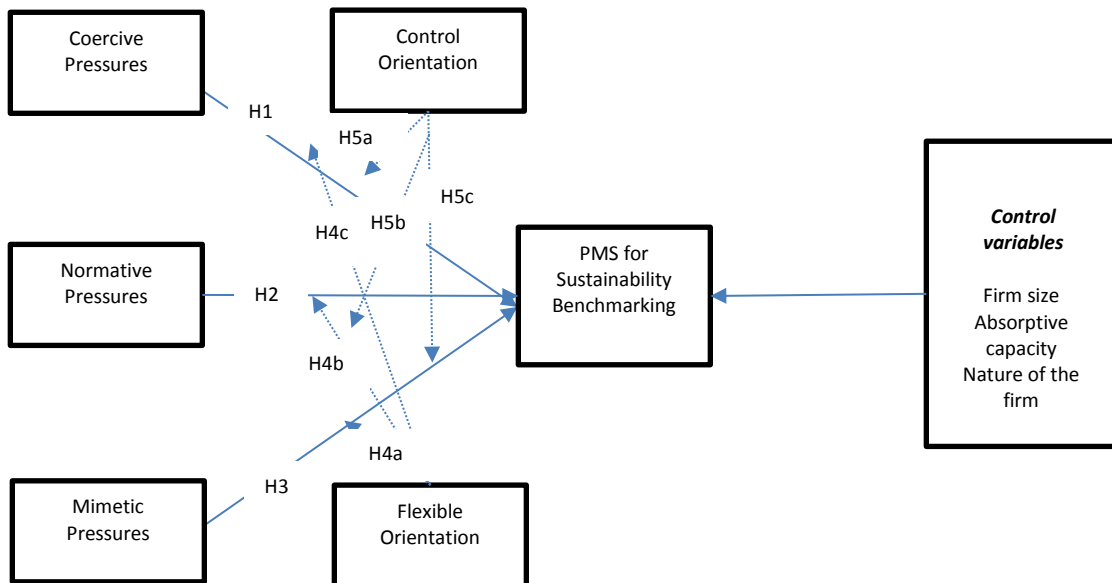 Coercive
Pressures
Control
Orientation
H1
H5a
H5c
H5b
H4c
Normative
Pressures
H2
PMS for
Sustainability
Benchmarking
Control
variables
Firm size
Absorptive
capacity
Nature of the
firm
H4b
H4a
H3
Mimetic
Pressures
Flexible
Orientation